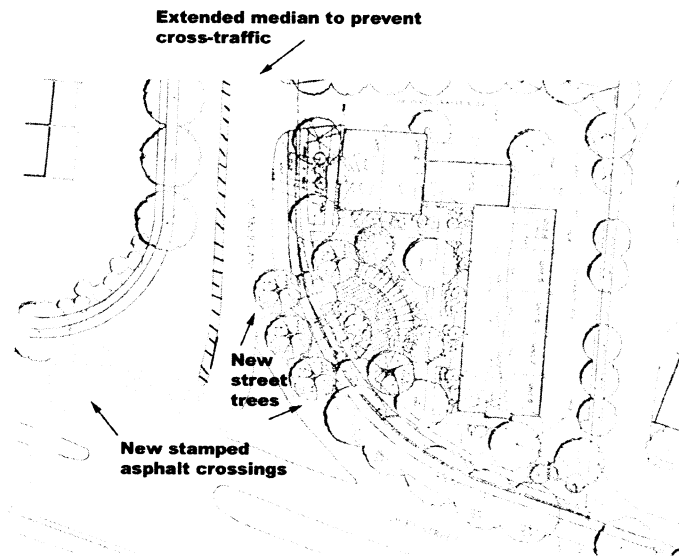 Extended median to prevent
cross-traffic
New
street
trees
New stamped
asphalt crossings